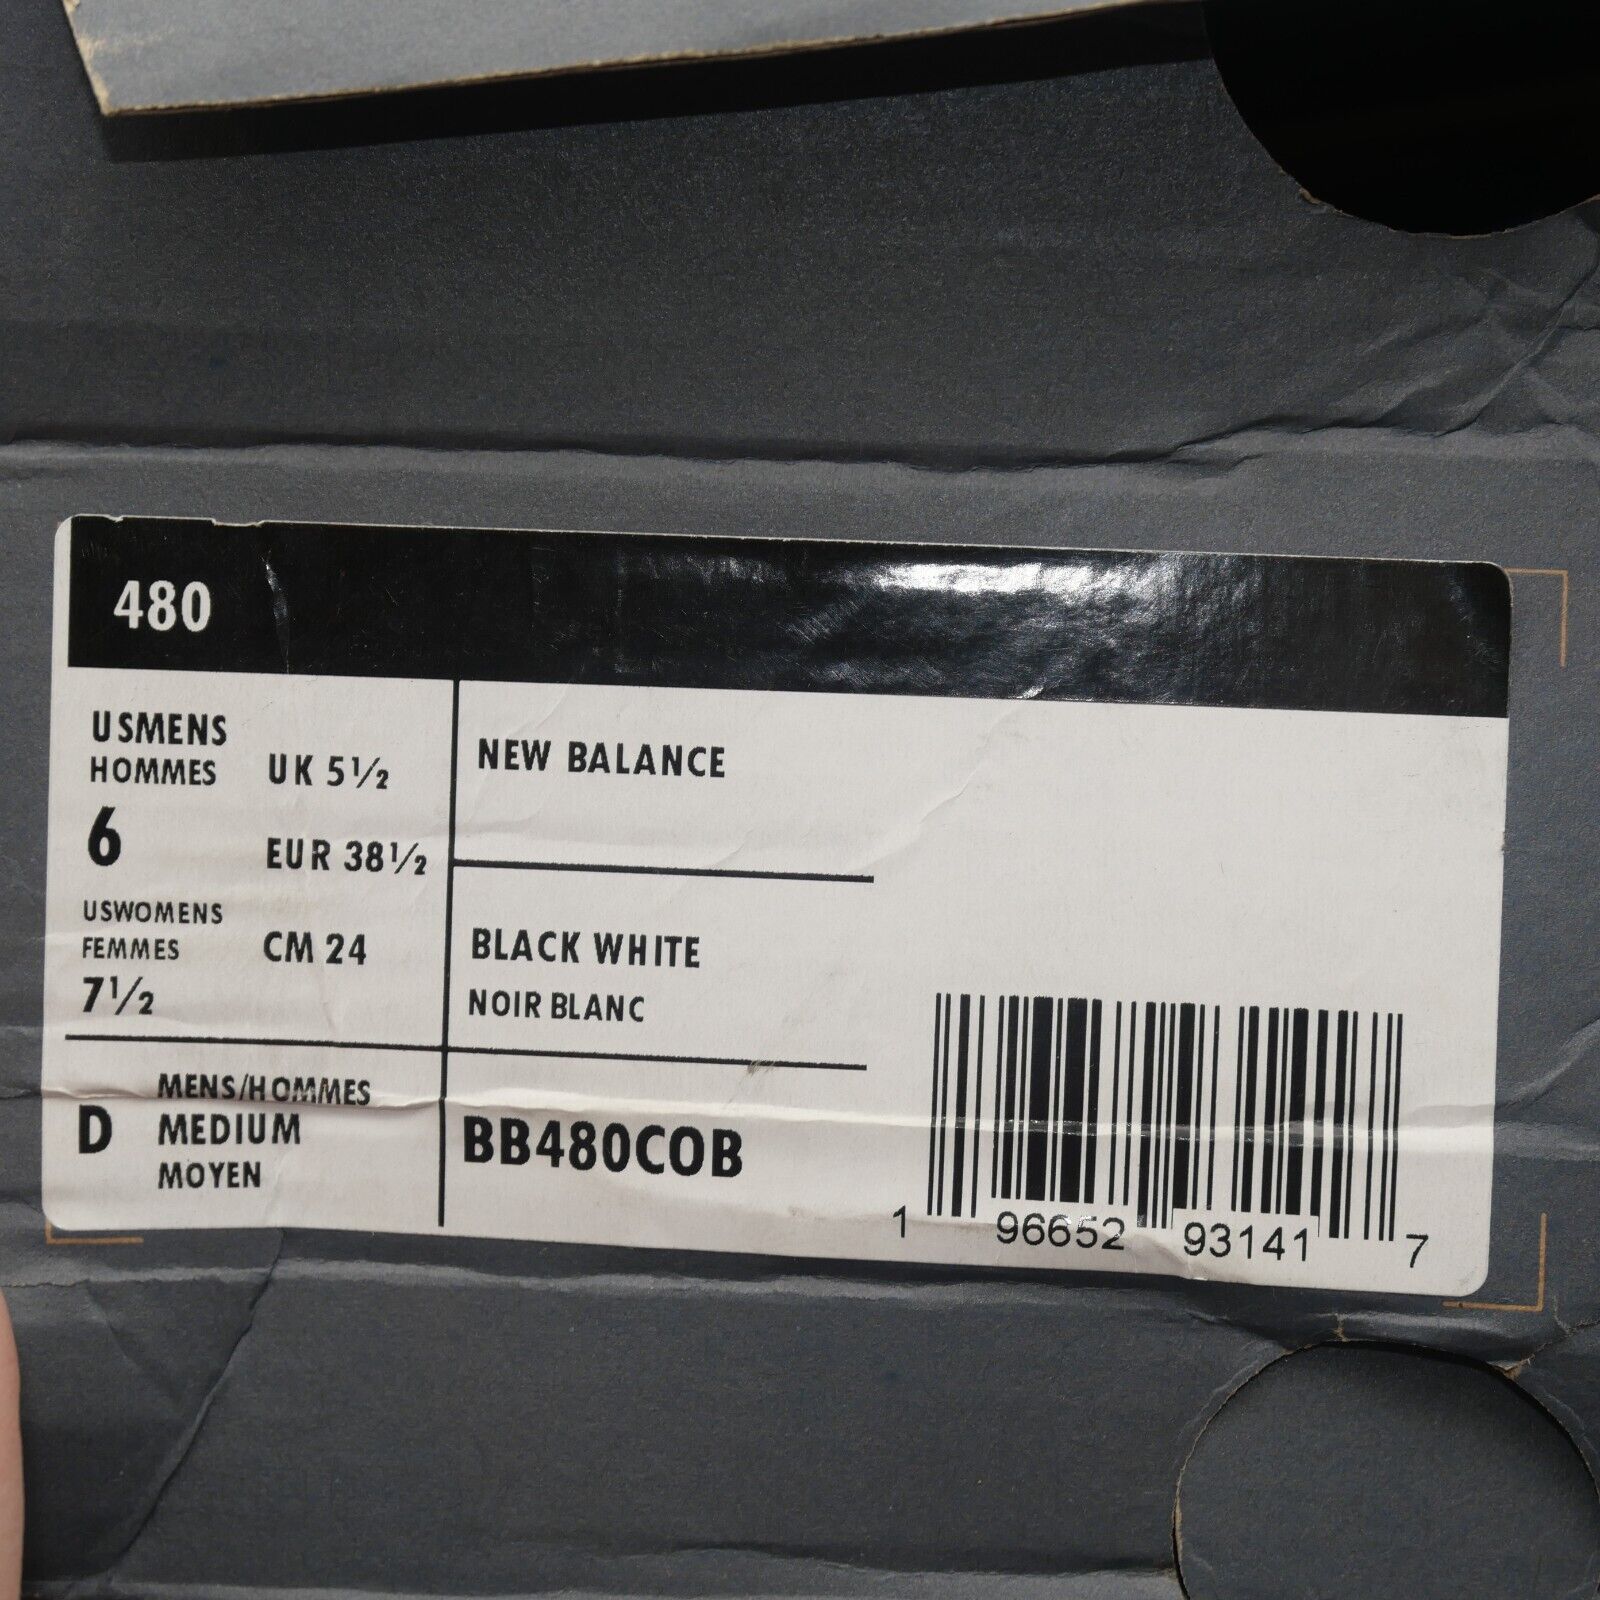 480
USMENS
HOMMES
6
UK 5½
EUR 38½
USWOMENS
FEMMES
7½
CM 24
NEW BALANCE
BLACK WHITE
NOIR BLANC
D
MENS/HOMMES
MEDIUM
MOYEN
BB480COB
1 96652 93141 7